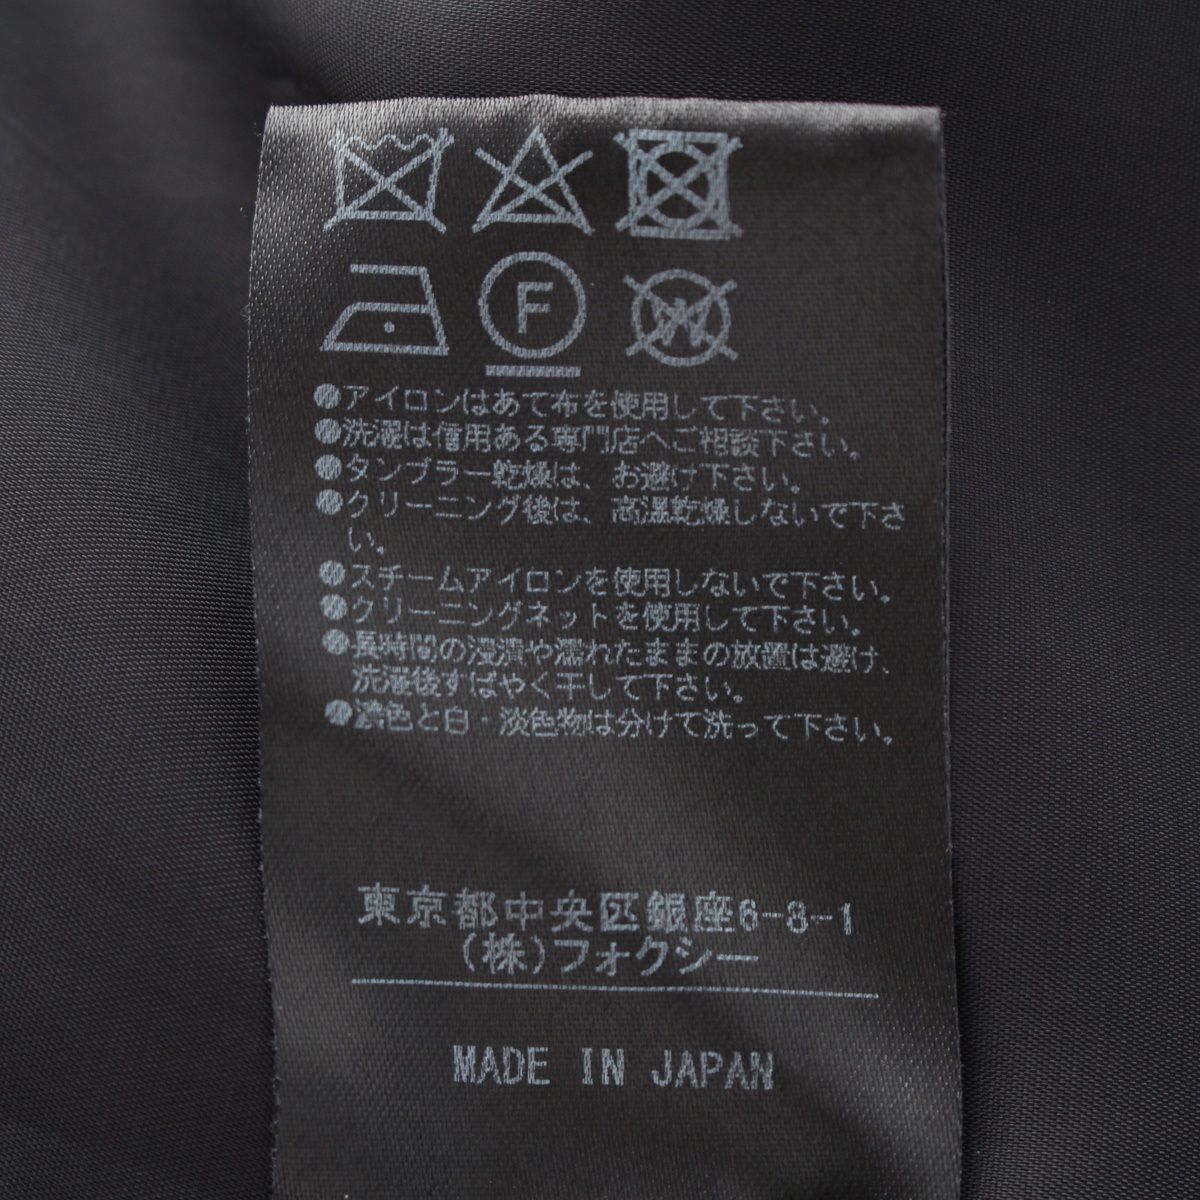 F
W
●アイロンはあて布を使用して下さい。
●洗濯は信用ある専門店へご相談下さい。
●タンブラー乾燥は、お避け下さい。
●クリーニング後は、高温乾燥しないで下さ
い。
●スチームアイロンを使用しないで下さい。
●クリーニングネットを使用して下さい。
●長時間の浸漬や濡れたままの放置は避け、
洗濯後すばやく干して下さい。
●濃色と白・淡色物は分けて洗って下さい。
東京都中央区銀座6-8-1
(株)フォクシー
MADE IN JAPAN